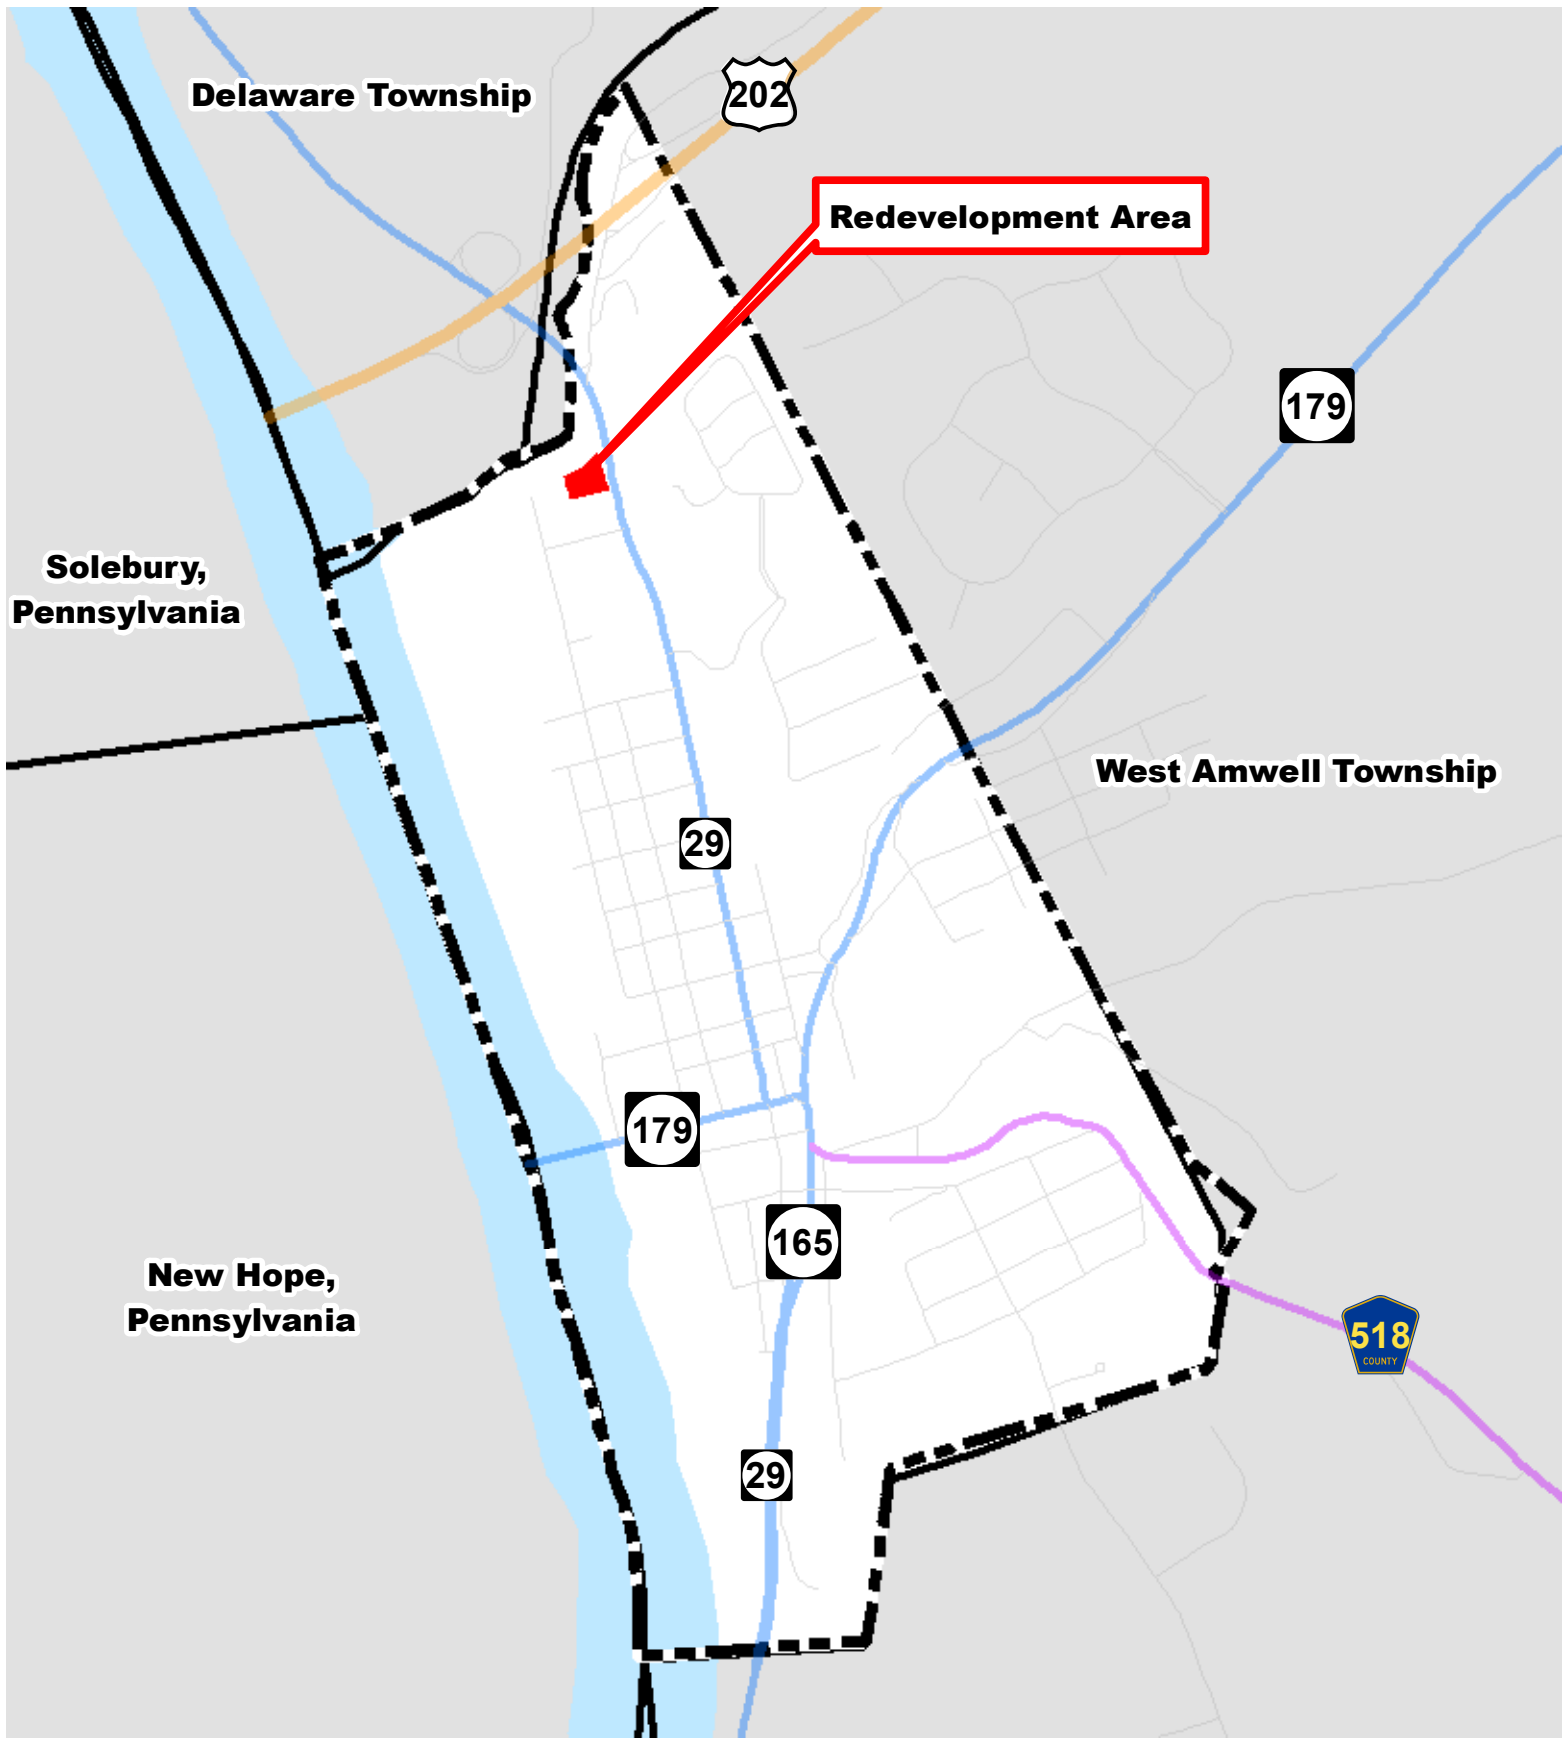 Delaware Township
202
Redevelopment Area
179
Solebury,
Pennsylvania
West Amwell Township
29
179
165
New Hope,
Pennsylvania
518
COUNTY
29